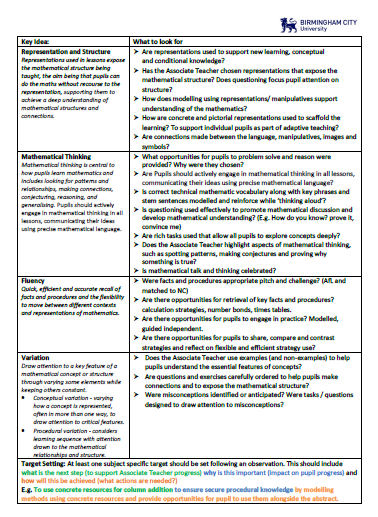 BIRMINGHAM CITY
University
Key Idea:
What to look for
Representation and Structure
Representations used in lessons expose
the mathematical structure being
taught, the aim being that pupils can
do the maths without recourse to the
representation, supporting them to
achieve a deep understanding of
mathematical structures and
connections.
➢ Are representations used to support new learning, conceptual
and conditional knowledge?
➢ Has the Associate Teacher chosen representations that expose the
mathematical structure? Does questioning focus pupil attention on
structure?
➢ How does modelling using representations/ manipulatives support
understanding of the mathematics?
➢ How are concrete and pictorial representations used to scaffold the
learning? To support individual pupils as part of adaptive teaching?
➢ Are connections made between the language, manipulatives, images and
symbols?
Mathematical Thinking
Mathematical thinking is central to
how pupils learn mathematics and
includes looking for patterns and
relationships, making connections,
conjecturing, reasoning, and
generalising. Pupils should actively
engage in mathematical thinking in all
lessons, communicating their ideas
using precise mathematical language.
➢ What opportunities for pupils to problem solve and reason were
provided? Why were they chosen?
➢ Are Pupils should actively engage in mathematical thinking in all lessons,
communicating their ideas using precise mathematical language?
➢ Is correct technical mathematic vocabulary along with key phrases and
stem sentences modelled and reinforce while ‘thinking aloud’?
➢ Is questioning used effectively to promote mathematical discussion and
develop mathematical understanding? (E.g. How do you know? prove it,
convince me)
➢ Are rich tasks used that allow all pupils to explore concepts deeply?
➢ Does the Associate Teacher highlight aspects of mathematical thinking,
such as spotting patterns, making conjectures and proving why
something is true?
➢ Is mathematical talk and thinking celebrated?
Fluency
Quick, efficient and accurate recall of
facts and procedures and the flexibility
to move between different contexts
and representations of mathematics.
➢ Were facts and procedures appropriate pitch and challenge? (AfL and
matched to NC)
➢ Are there opportunities for retrieval of key facts and procedures?
calculation strategies, number bonds, times tables.
➢ Are there opportunities for pupils to engage in practice? Modelled,
guided independent.
➢ Are there opportunities for pupils to share, compare and contrast
strategies and reflect on flexible and efficient strategy use?
Variation
Draw attention to a key feature of a
mathematical concept or structure
through varying some elements while
keeping others constant.
• Conceptual variation - varying
how a concept is represented,
often in more than one way, to
draw attention to critical features.
• Procedural variation - considers
learning sequence with attention
drawn to the mathematical
relationships and structure.
➢ Does the Associate Teacher use examples (and non-examples) to help
pupils understand the essential features of concepts?
➢ Are questions and exercises carefully ordered to help pupils make
connections and to expose the mathematical structure?
➢ Were misconceptions identified or anticipated? Were tasks / questions
designed to draw attention to misconceptions?
Target Setting: At least one subject specific target should be set following an observation. This should include
what is the next step (to support Associate Teacher progress) why is this important (impact on pupil progress) and
how will this be achieved (what actions are needed?)
E.g. To use concrete resources for column addition to ensure secure procedural knowledge by modelling
methods using concrete resources and provide opportunities for pupil to use them alongside the abstract.